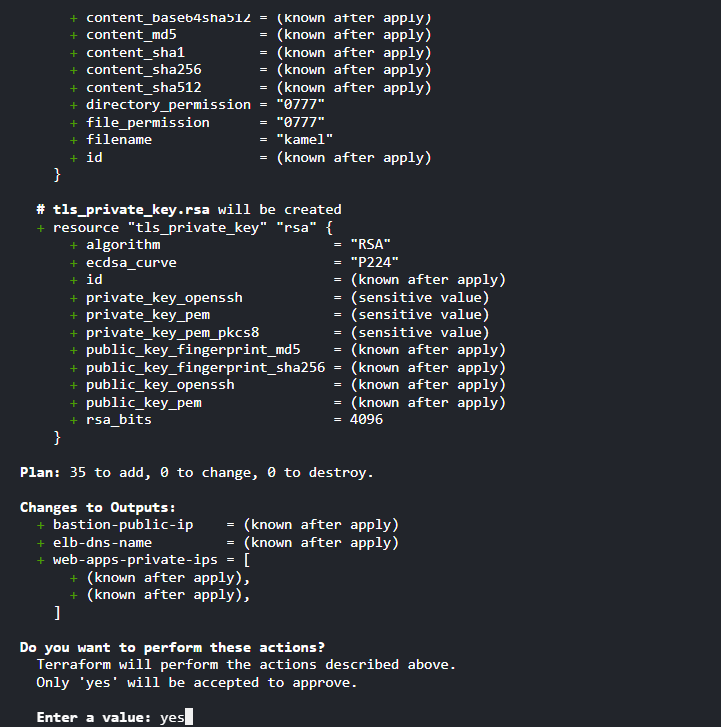 + content_base64sha512 = (known after apply)
+ content_md5 = (known after apply)
+ content_sha1 = (known after apply)
+ content_sha256 = (known after apply)
+ content_sha512 = (known after apply)
+ directory_permission = "0777"
+ file_permission = "0777"
+ filename = "kamel"
+ id = (known after apply)
}
# tls_private_key.rsa will be created
+ resource "tls_private_key" "rsa" {
+ algorithm = "RSA"
+ ecdsa_curve = "P224"
+ id = (known after apply)
+ private_key_openssh = (sensitive value)
+ private_key_pem = (sensitive value)
+ private_key_pem_pkcs8 = (sensitive value)
+ public_key_fingerprint_md5 = (known after apply)
+ public_key_fingerprint_sha256 = (known after apply)
+ public_key_openssh = (known after apply)
+ public_key_pem = (known after apply)
+ rsa_bits = 4096
}
Plan: 35 to add, 0 to change, 0 to destroy.
Changes to Outputs:
+ bastion-public-ip = (known after apply)
+ elb-dns-name = (known after apply)
+ web-apps-private-ips = [
+ (known after apply),
+ (known after apply),
]
Do you want to perform these actions?
Terraform will perform the actions described above.
Only 'yes' will be accepted to approve.
Enter a value: yes